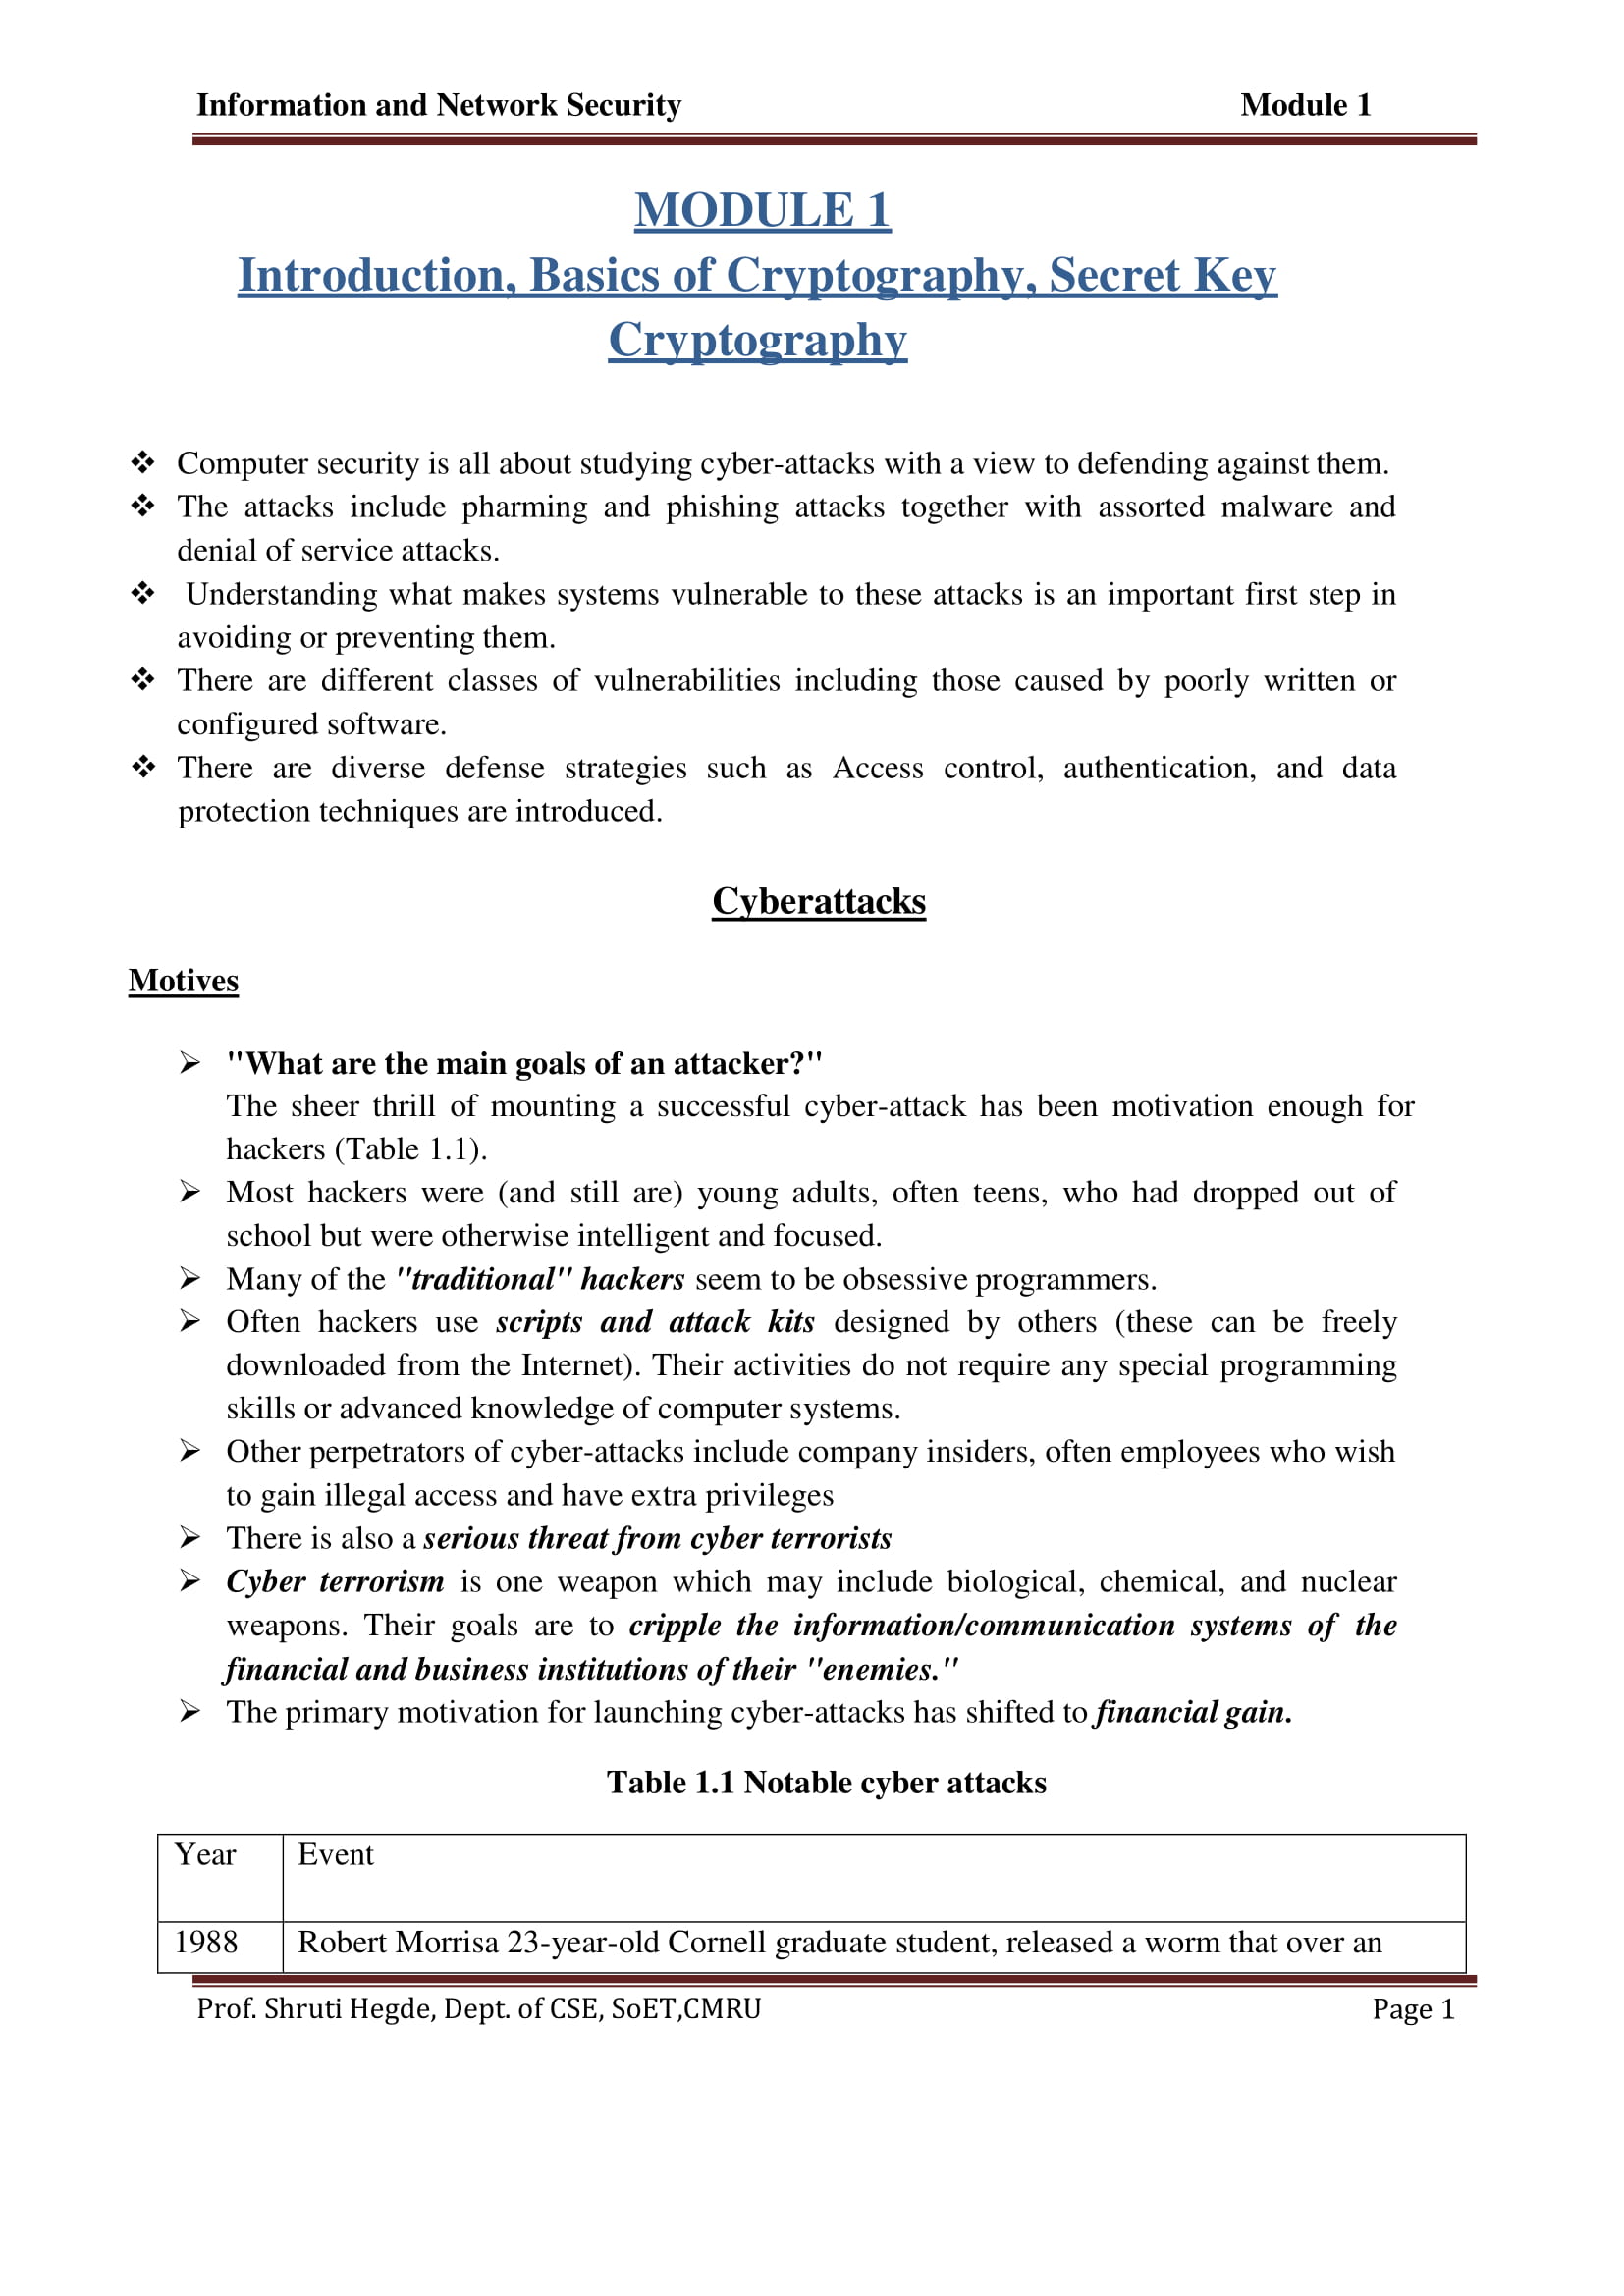 Information and Network Security Module 1
MODULE 1
Introduction, Basics of Cryptography, Secret Key
Cryptography
❖ Computer security is all about studying cyber-attacks with a view to defending against them.
❖ The attacks include pharming and phishing attacks together with assorted malware and
denial of service attacks.
❖ Understanding what makes systems vulnerable to these attacks is an important first step in
avoiding or preventing them.
❖ There are different classes of vulnerabilities including those caused by poorly written or
configured software.
❖ There are diverse defense strategies such as Access control, authentication, and data
protection techniques are introduced.
Cyberattacks
Motives
➢ "What are the main goals of an attacker?"
The sheer thrill of mounting a successful cyber-attack has been motivation enough for
hackers (Table 1.1).
➢ Most hackers were (and still are) young adults, often teens, who had dropped out of
school but were otherwise intelligent and focused.
➢ Many of the "traditional" hackers seem to be obsessive programmers.
➢ Often hackers use scripts and attack kits designed by others (these can be freely
downloaded from the Internet). Their activities do not require any special programming
skills or advanced knowledge of computer systems.
➢ Other perpetrators of cyber-attacks include company insiders, often employees who wish
to gain illegal access and have extra privileges
➢ There is also a serious threat from cyber terrorists
➢ Cyber terrorism is one weapon which may include biological, chemical, and nuclear
weapons. Their goals are to cripple the information/communication systems of the
financial and business institutions of their "enemies."
➢ The primary motivation for launching cyber-attacks has shifted to financial gain.
Table 1.1 Notable cyber attacks
Year Event
1988 Robert Morrisa 23-year-old Cornell graduate student, released a worm that over an
Prof. Shruti Hegde, Dept. of CSE, SoET,CMRU Page 1